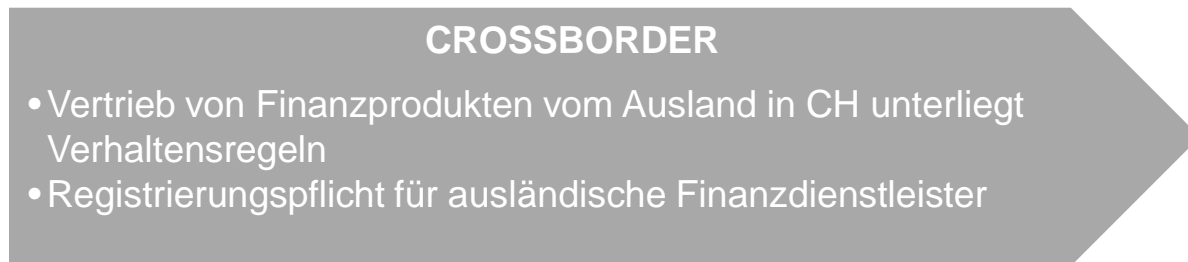 CROSSBORDER
•Vertrieb von Finanzprodukten vom Ausland in CH unterliegt
Verhaltensregeln
•Registrierungspflicht für ausländische Finanzdienstleister